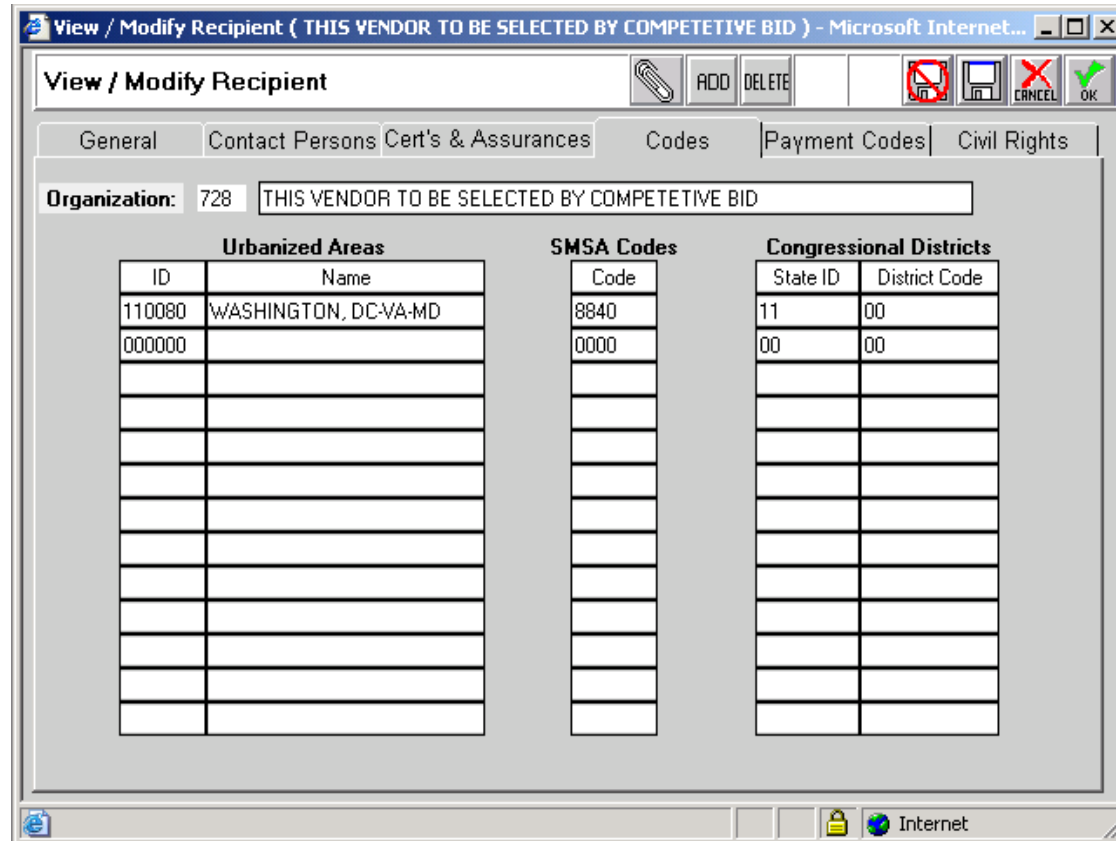 View / Modify Recipient ( THIS VENDOR TO BE SELECTED BY COMPETETIVE BID ) - Microsoft Internet...
View / Modify Recipient ADD DELETE CANCEL OK
General Contact Persons Cert's & Assurances Codes Payment Codes Civil Rights
Organization: 728 THIS VENDOR TO BE SELECTED BY COMPETETIVE BID
Urbanized Areas SMSA Codes Congressional Districts
ID Name Code State ID District Code
110080 WASHINGTON, DC-VA-MD 8840 11 00
000000 0000 00 00
Internet